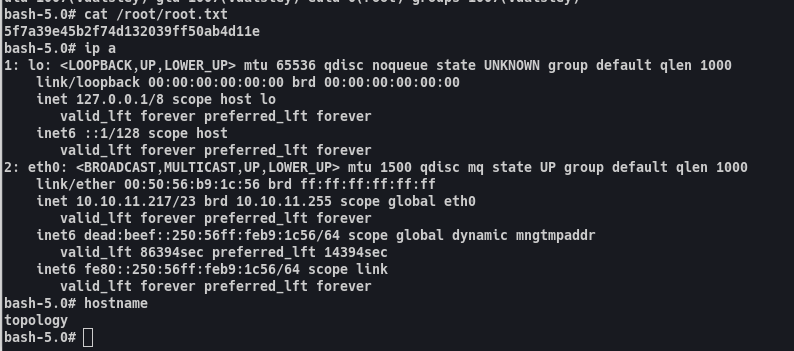 bash-5.0# cat /root/root.txt
5f7a39e45b2f74d132039ff50ab4d11e
bash-5.0# ip a
1: lo: <LOOPBACK,UP,LOWER_UP> mtu 65536 qdisc noqueue state UNKNOWN group default qlen 1000
    link/loopback 00:00:00:00:00:00 brd 00:00:00:00:00:00
    inet 127.0.0.1/8 scope host lo
       valid_lft forever preferred_lft forever
    inet6 ::1/128 scope host
       valid_lft forever preferred_lft forever
2: eth0: <BROADCAST,MULTICAST,UP,LOWER_UP> mtu 1500 qdisc mq state UP group default qlen 1000
    link/ether 00:50:56:b9:1c:56 brd ff:ff:ff:ff:ff:ff
    inet 10.10.11.217/23 brd 10.10.11.255 scope global eth0
       valid_lft forever preferred_lft forever
    inet6 dead:beef::250:56ff:feb9:1c56/64 scope global dynamic mngtmpaddr
       valid_lft 86394sec preferred_lft 14394sec
    inet6 fe80::250:56ff:feb9:1c56/64 scope link
       valid_lft forever preferred_lft forever
bash-5.0# hostname
topology
bash-5.0#